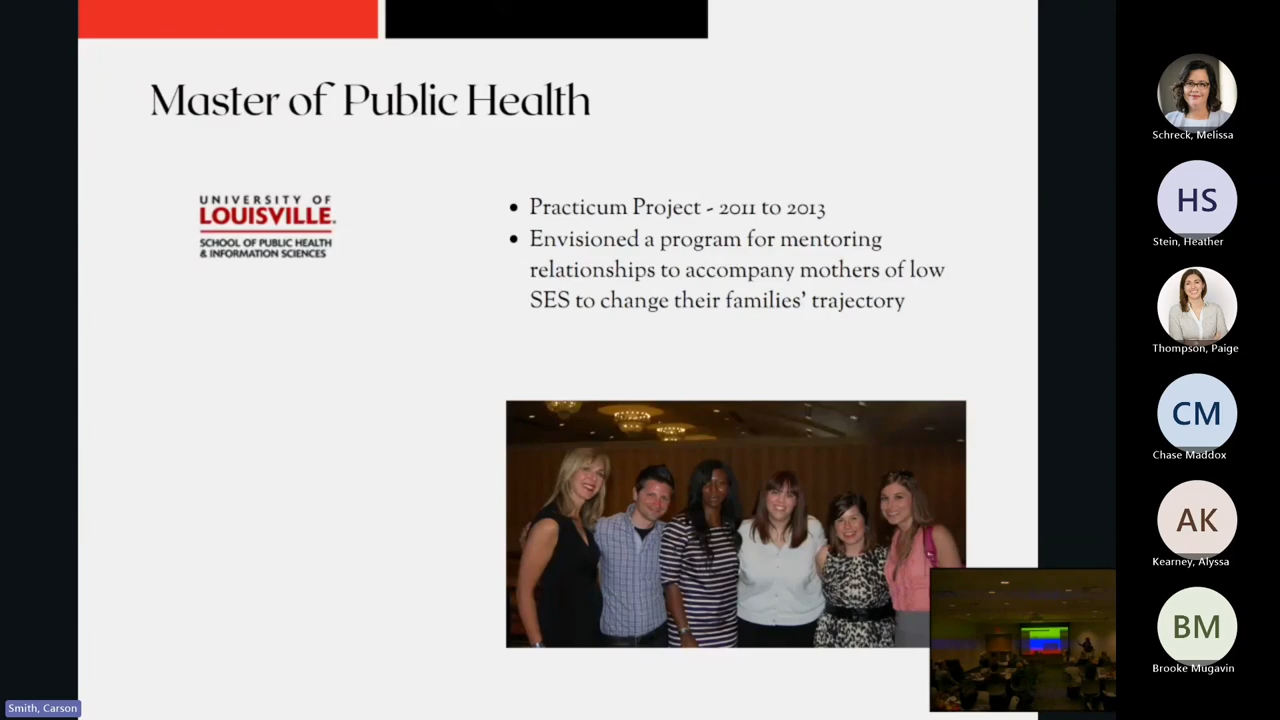 Master of Public Health
UNIVERSITY OF
LOUISVILLE.
SCHOOL OF PUBLIC HEALTH
& INFORMATION SCIENCES
• Practicum Project - 2011 to 2013
• Envisioned a program for mentoring
relationships to accompany mothers of low
SES to change their families’ trajectory
Schreck, Melissa
HS
Stein, Heather
Thompson, Paige
CM
Chase Maddox
AK
Kearney, Alyssa
BM
Brooke Mugavin
Smith, Carson